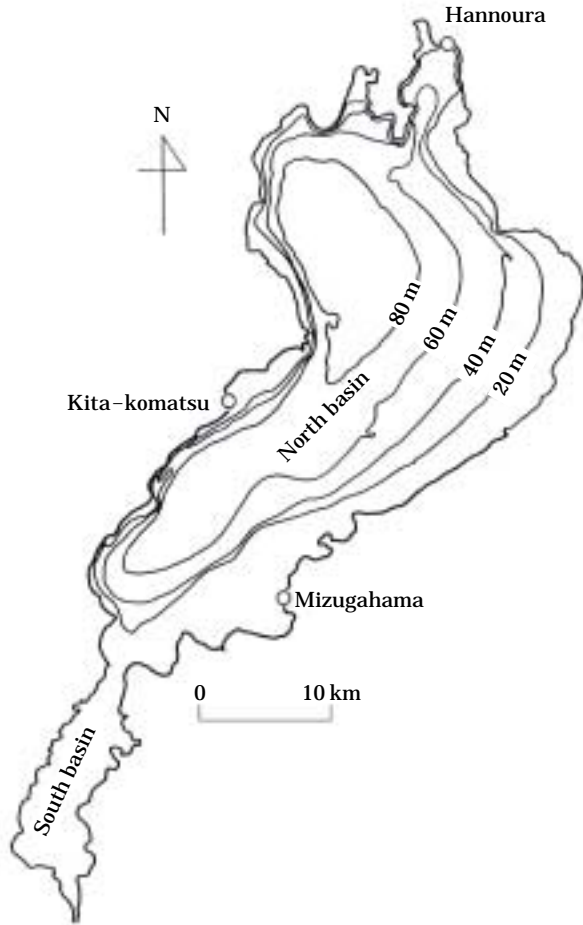 Hannoura
N
80 m
60 m
40 m
20 m
North basin
Kita−komatsu
Mizugahama
0 10 km
South basin